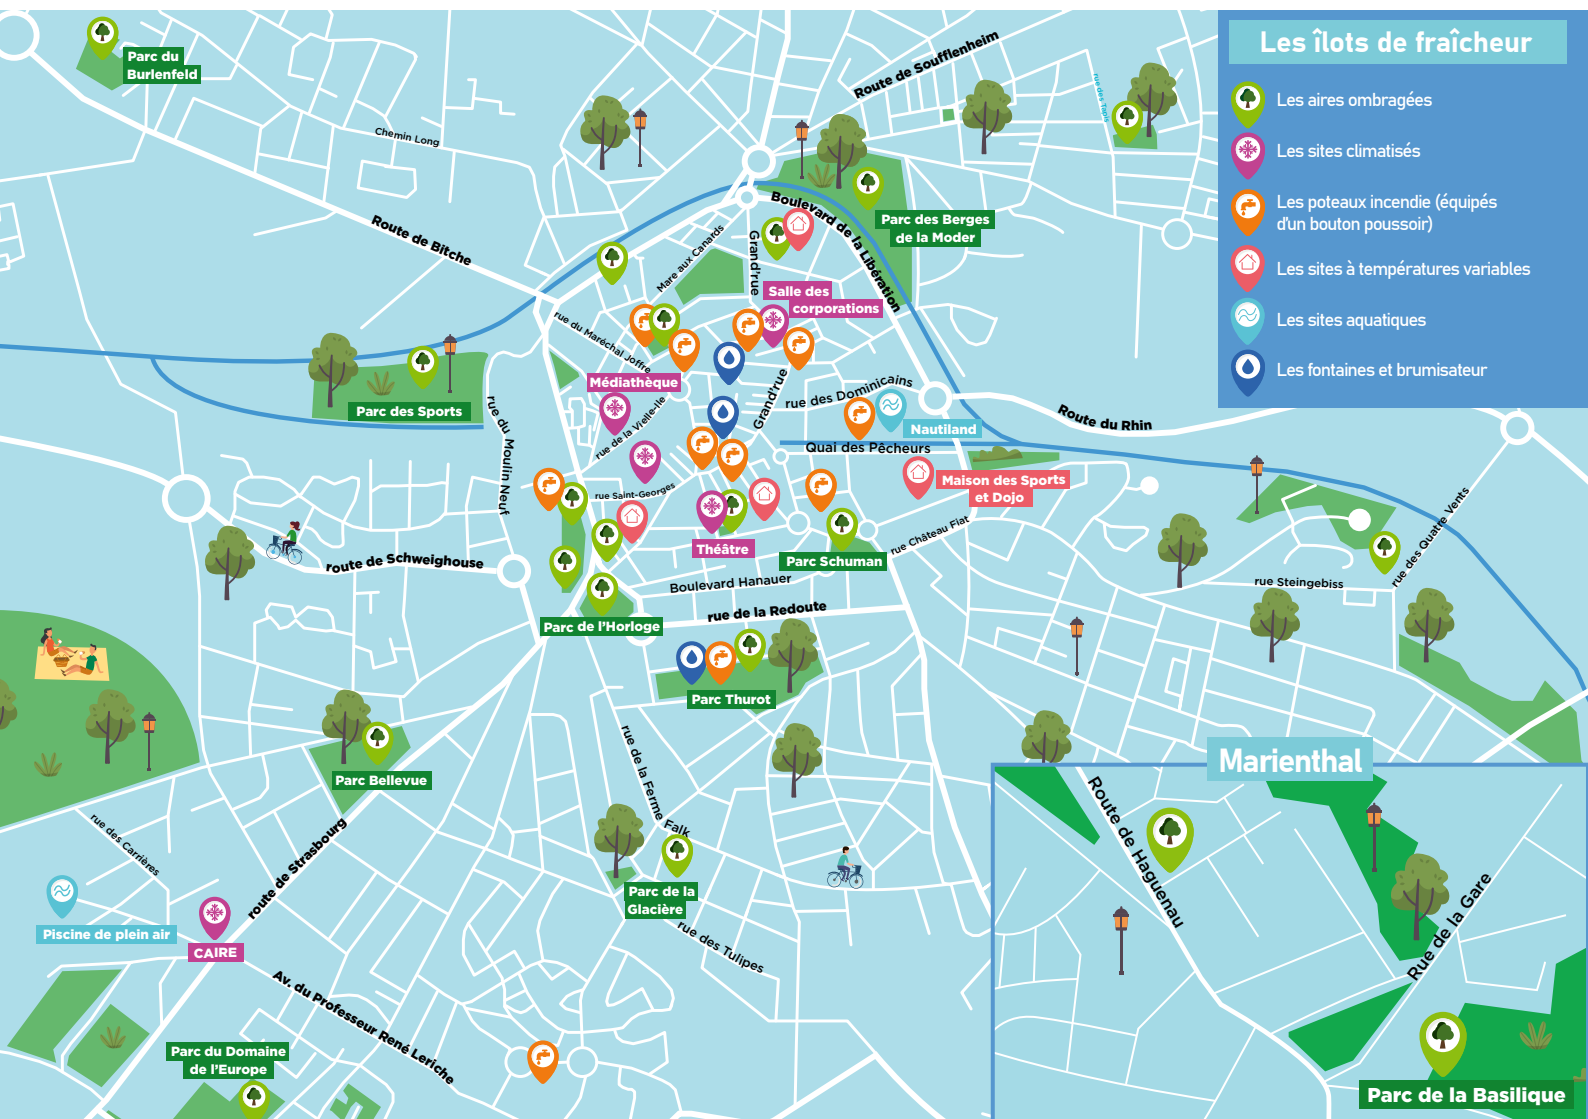 Les îlots de fraîcheur
Les aires ombragées
Les sites climatisés
Les poteaux incendie (équipés
d'un bouton poussoir)
Les sites à températures variables
Les sites aquatiques
Les fontaines et brumisateur
Parc du
Burlenfeld
Chemin Long
Route de Soufflenheim
rue des Tapis
Route de Bitche
Boulevard de la Libération
Parc des Berges
de la Moder
Mare aux Canards
Grand'rue
Salle des
corporations
rue du Maréchal Joffre
Médiathèque
Parc des Sports
rue du Moulin Neuf
rue de la Vielle-Ile
Grand'rue
rue des Dominicains
Nautiland
Route du Rhin
Quai des Pêcheurs
Maison des Sports
et Dojo
rue Saint-Georges
Théâtre
Parc Schuman
rue Château Fiat
rue des Quatre Vents
rue Steingebiss
route de Schweighouse
Boulevard Hanauer
rue de la Redoute
Parc de l'Horloge
Parc Thurot
Parc Bellevue
rue de la Ferme Falk
rue des Carrières
route de Strasbourg
Parc de la
Glacière
rue des Tulipes
Piscine de plein air
CAIRE
Av. du Professeur René Leriche
Parc du Domaine
de l'Europe
Marienthal
Route de Haguenau
Rue de la Gare
Parc de la Basilique